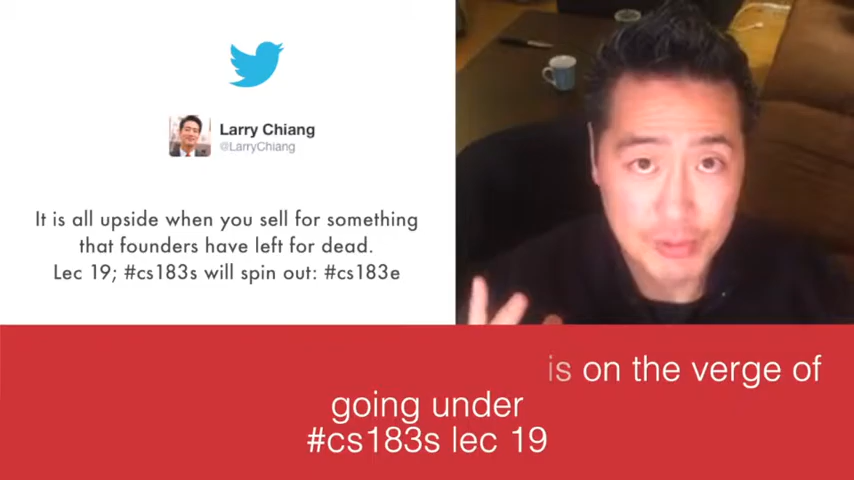 Larry Chiang
@LarryChiang
It is all upside when you sell for something
that founders have left for dead.
Lec 19; #cs183s will spin out: #cs183e
is on the verge of
going under
#cs183s lec 19